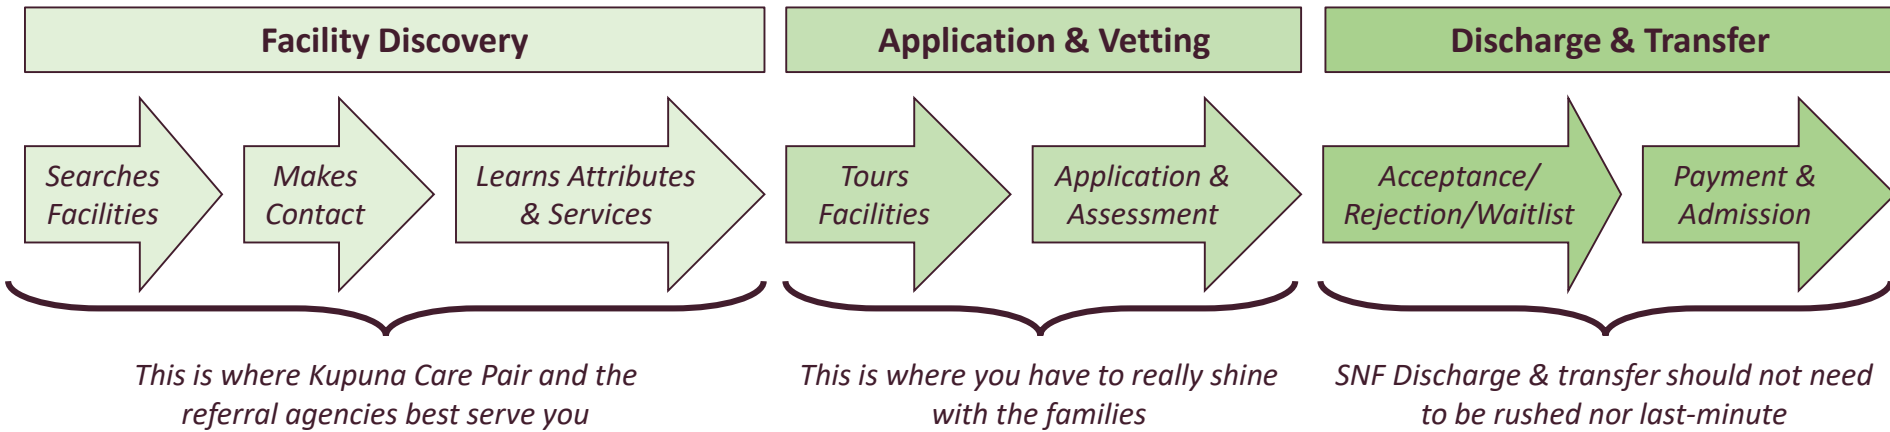 Facility Discovery
Application & Vetting
Discharge & Transfer
Searches
Facilities
Makes
Contact
Learns Attributes
& Services
Tours
Facilities
Application &
Assessment
Acceptance/
Rejection/Waitlist
Payment &
Admission
This is where Kupuna Care Pair and the
referral agencies best serve you
This is where you have to really shine
with the families
SNF Discharge & transfer should not need
to be rushed nor last-minute